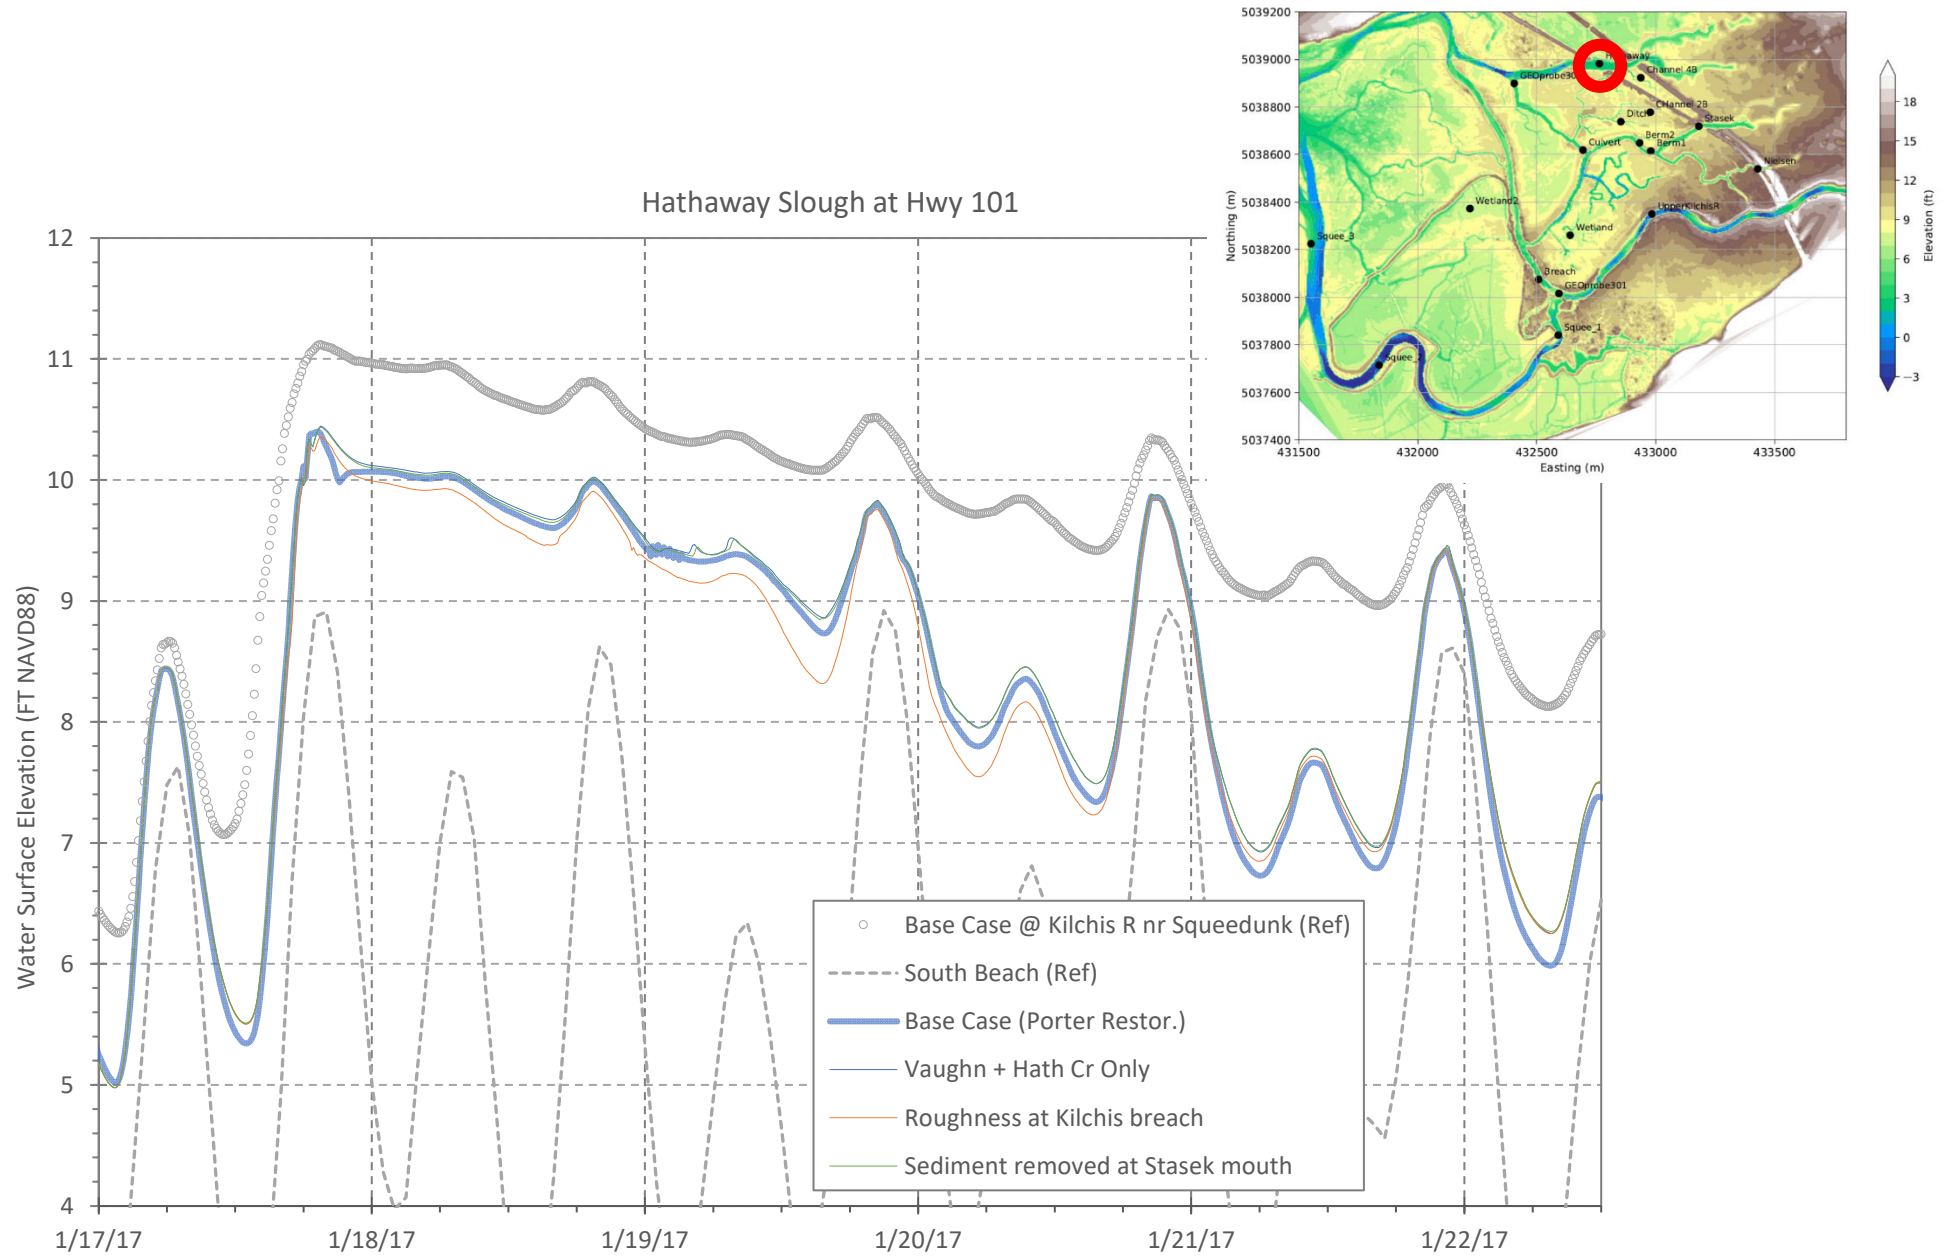 Hathaway Slough at Hwy 101
Water Surface Elevation (FT NAVD88)
12
11
10
9
8
7
6
5
4
1/17/17
1/18/17
1/19/17
1/20/17
1/21/17
1/22/17
Base Case @ Kilchis R nr Squeedunk (Ref)
South Beach (Ref)
Base Case (Porter Restor.)
Vaughn + Hath Cr Only
Roughness at Kilchis breach
Sediment removed at Stasek mouth
Northing (m)
5039200
5039000
5038800
5038600
5038400
5038200
5038000
5037800
5037600
5037400
431500
432000
432500
433000
433500
Easting (m)
Channel 4B
CHannel 2B
Ditch
Stasek
Berm2
Berm1
Culvert
Nielsen
Wetland2
UpperKilchisR
Wetland
Squee_3
Breach
GEOprobe301
Squee_1
Squee_2
18
15
12
9
6
3
0
−3
Elevation (ft)